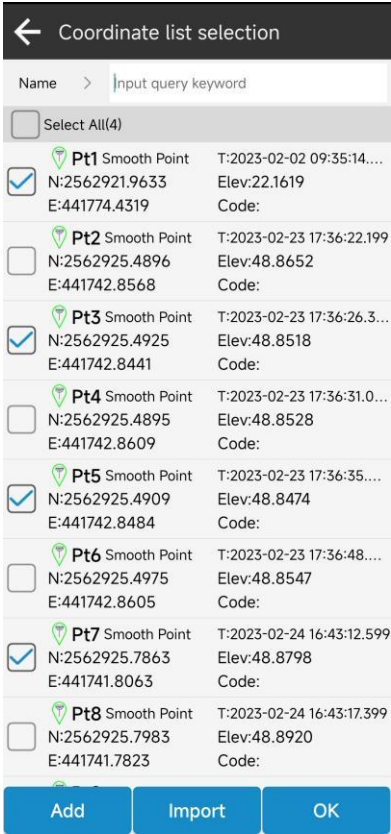 Coordinate list selection
Name > Input query keyword
Select All(4)
Pt1 Smooth Point T:2023-02-02 09:35:14....
N:2562921.9633 Elev:22.1619
E:441774.4319 Code:
Pt2 Smooth Point T:2023-02-23 17:36:22.199
N:2562925.4896 Elev:48.8652
E:441742.8568 Code:
Pt3 Smooth Point T:2023-02-23 17:36:26.3...
N:2562925.4925 Elev:48.8518
E:441742.8441 Code:
Pt4 Smooth Point T:2023-02-23 17:36:31.0...
N:2562925.4895 Elev:48.8528
E:441742.8609 Code:
Pt5 Smooth Point T:2023-02-23 17:36:35....
N:2562925.4909 Elev:48.8474
E:441742.8484 Code:
Pt6 Smooth Point T:2023-02-23 17:36:48....
N:2562925.4975 Elev:48.8547
E:441742.8605 Code:
Pt7 Smooth Point T:2023-02-24 16:43:12.599
N:2562925.7863 Elev:48.8798
E:441741.8063 Code:
Pt8 Smooth Point T:2023-02-24 16:43:17.399
N:2562925.7983 Elev:48.8920
E:441741.7823 Code:
Add Import OK